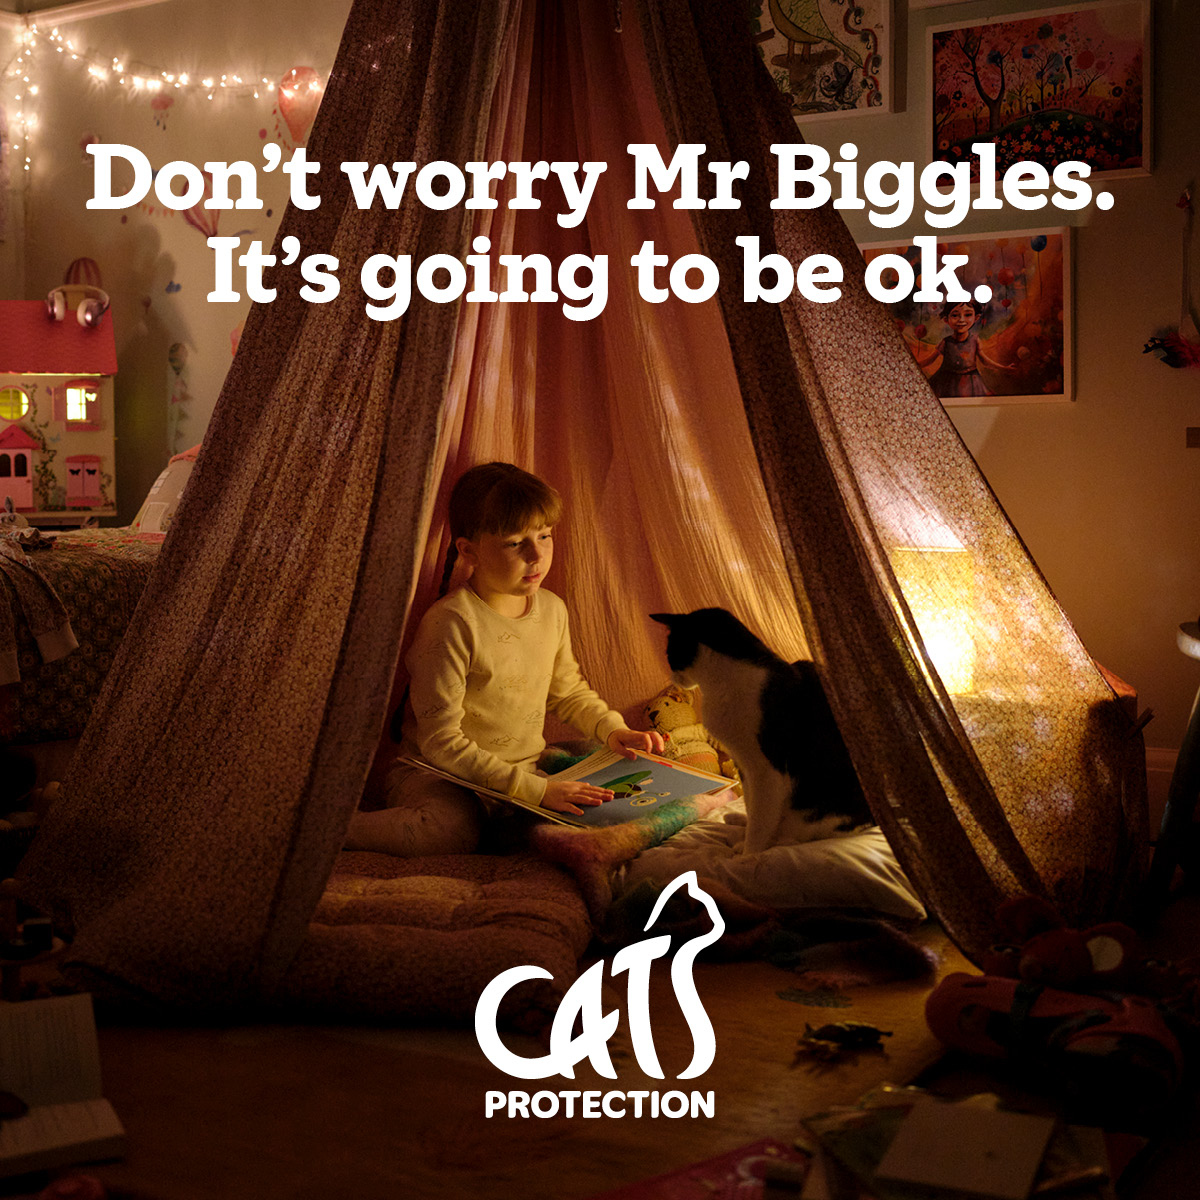 Don’t worry Mr Biggles.
It’s going to be ok.
CATS
PROTECTION